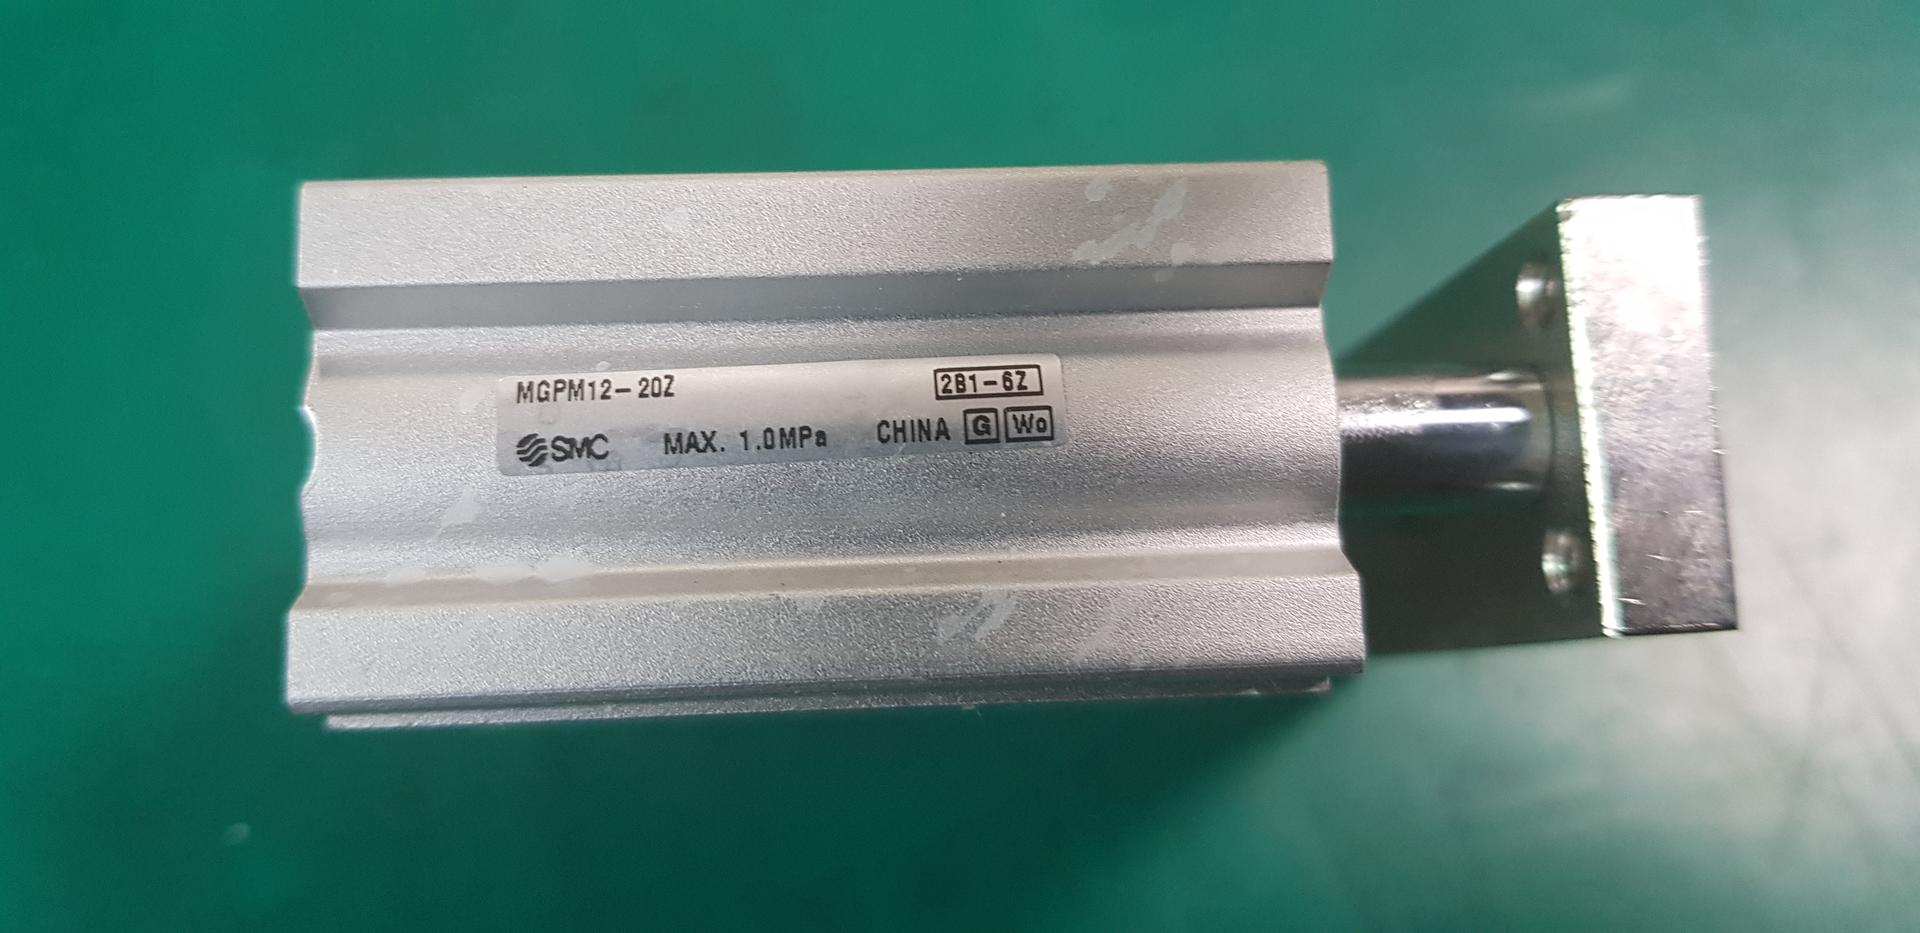 MGPM12-20Z 2B1-6Z
SMC MAX. 1.0MPa CHINA G Wo